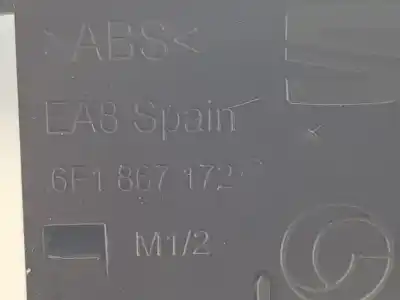 >ABS<
EA8 Spain
6F1 867 172
M1/2